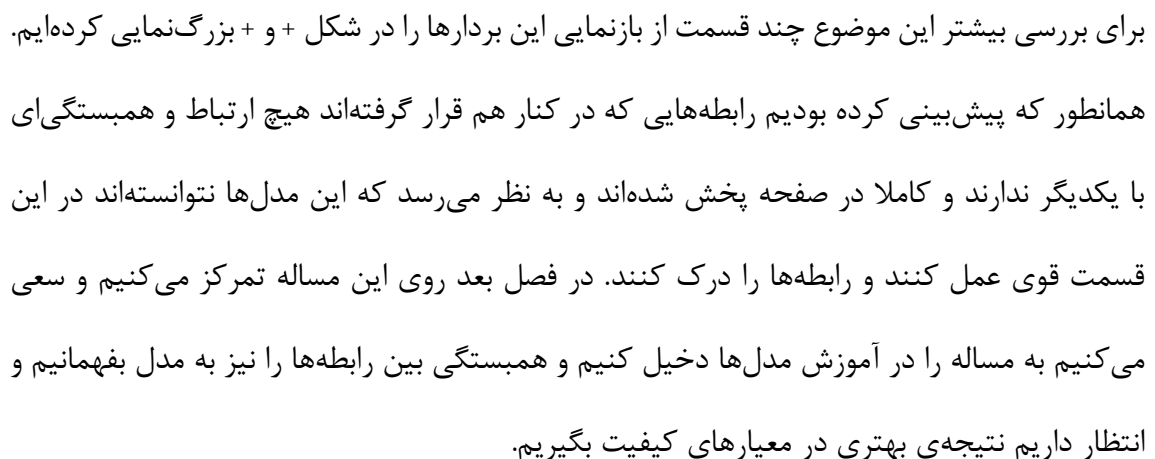 برای بررسی بیشتر این موضوع چند قسمت از بازنمایی این بردارها را در شکل + و + بزرگ‌نمایی کرده‌ایم.
همانطور که پیش‌بینی کرده بودیم رابطه‌هایی که در کنار هم قرار گرفته‌اند هیچ ارتباط و همبستگی‌ای
با یکدیگر ندارند و کاملا در صفحه پخش شده‌اند و به نظر می‌رسد که این مدل‌ها نتوانسته‌اند در این
قسمت قوی عمل کنند و رابطه‌ها را درک کنند. در فصل بعد روی این مساله تمرکز می‌کنیم و سعی
می‌کنیم به مساله را در آموزش مدل‌ها دخیل کنیم و همبستگی بین رابطه‌ها را نیز به مدل بفهمانیم و
انتظار داریم نتیجه‌ی بهتری در معیارهای کیفیت بگیریم.